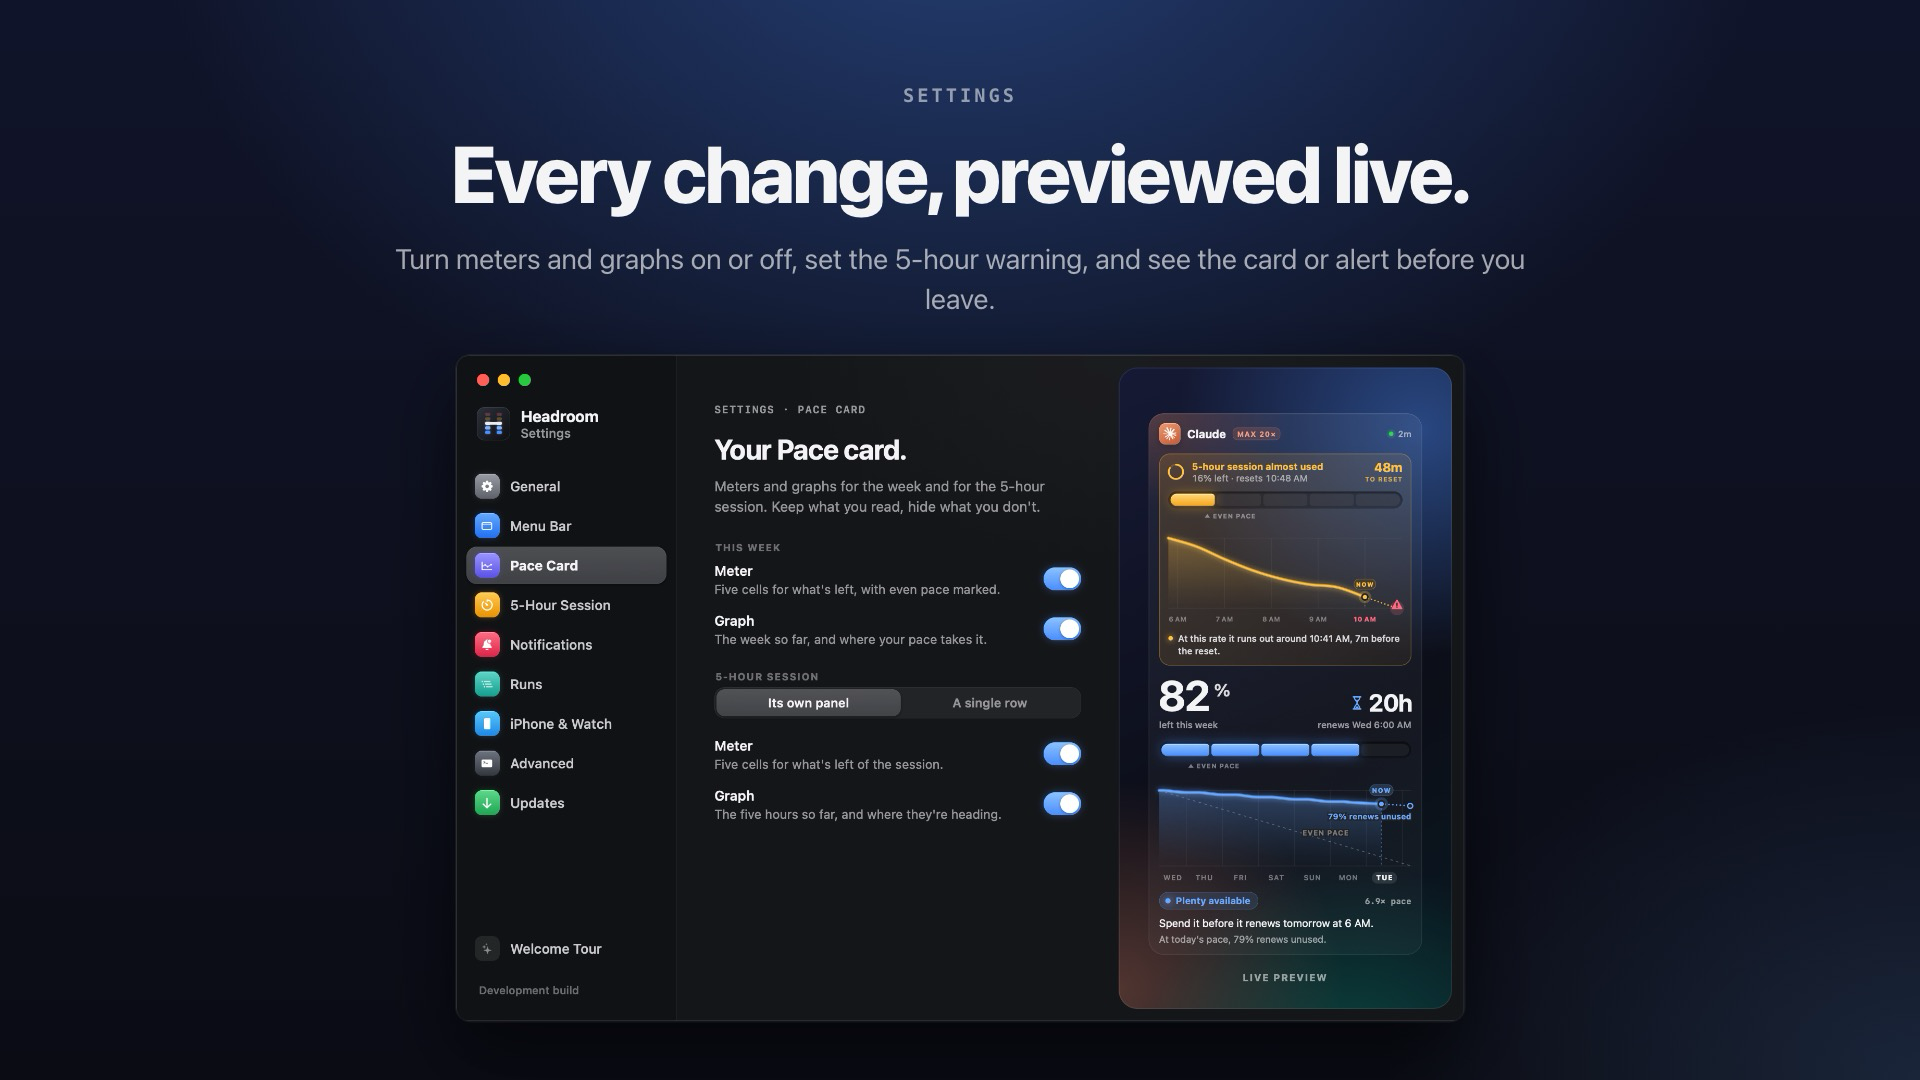 SETTINGS
Every change, previewed live.
Turn meters and graphs on or off, set the 5-hour warning, and see the card or alert before you
leave.
Headroom
Settings
General
Menu Bar
Pace Card
5-Hour Session
Notifications
Runs
iPhone & Watch
Advanced
Updates
Welcome Tour
Development build
SETTINGS · PACE CARD
Your Pace card.
Meters and graphs for the week and for the 5-hour
session. Keep what you read, hide what you don't.
THIS WEEK
Meter
Five cells for what's left, with even pace marked.
Graph
The week so far, and where your pace takes it.
5-HOUR SESSION
Its own panel A single row
Meter
Five cells for what's left of the session.
Graph
The five hours so far, and where they're heading.
Claude MAX 20× 2m
5-hour session almost used 48m
16% left · resets 10:48 AM TO RESET
▲ EVEN PACE
NOW
6 AM 7 AM 8 AM 9 AM 10 AM
At this rate it runs out around 10:41 AM, 7m before
the reset.
82% 20h
left this week renews Wed 6:00 AM
▲ EVEN PACE
NOW
79% renews unused
EVEN PACE
WED THU FRI SAT SUN MON TUE
Plenty available 6.9× pace
Spend it before it renews tomorrow at 6 AM.
At today's pace, 79% renews unused.
LIVE PREVIEW